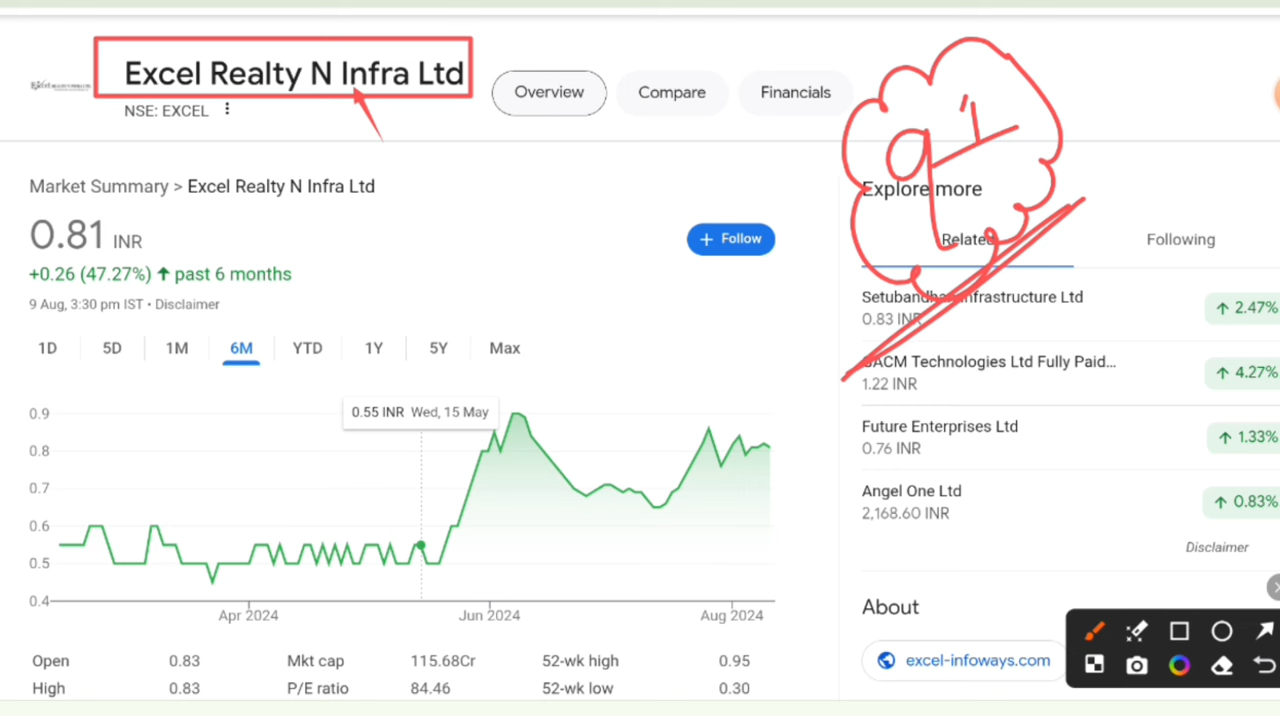 Excel Realty N Infra Ltd
NSE: EXCEL
Overview
Compare
Financials
q1
Market Summary > Excel Realty N Infra Ltd
0.81 INR
+0.26 (47.27%) ↑ past 6 months
9 Aug, 3:30 pm IST • Disclaimer
+ Follow
1D 5D 1M 6M YTD 1Y 5Y Max
0.55 INR Wed, 15 May
0.9
0.8
0.7
0.6
0.5
0.4
Apr 2024 Jun 2024 Aug 2024
Open 0.83 Mkt cap 115.68Cr 52-wk high 0.95
High 0.83 P/E ratio 84.46 52-wk low 0.30
Explore more
Related Following
Setubandhan Infrastructure Ltd
0.83 INR
↑ 2.47%
GACM Technologies Ltd Fully Paid...
1.22 INR
↑ 4.27%
Future Enterprises Ltd
0.76 INR
↑ 1.33%
Angel One Ltd
2,168.60 INR
↑ 0.83%
Disclaimer
About
excel-infoways.com